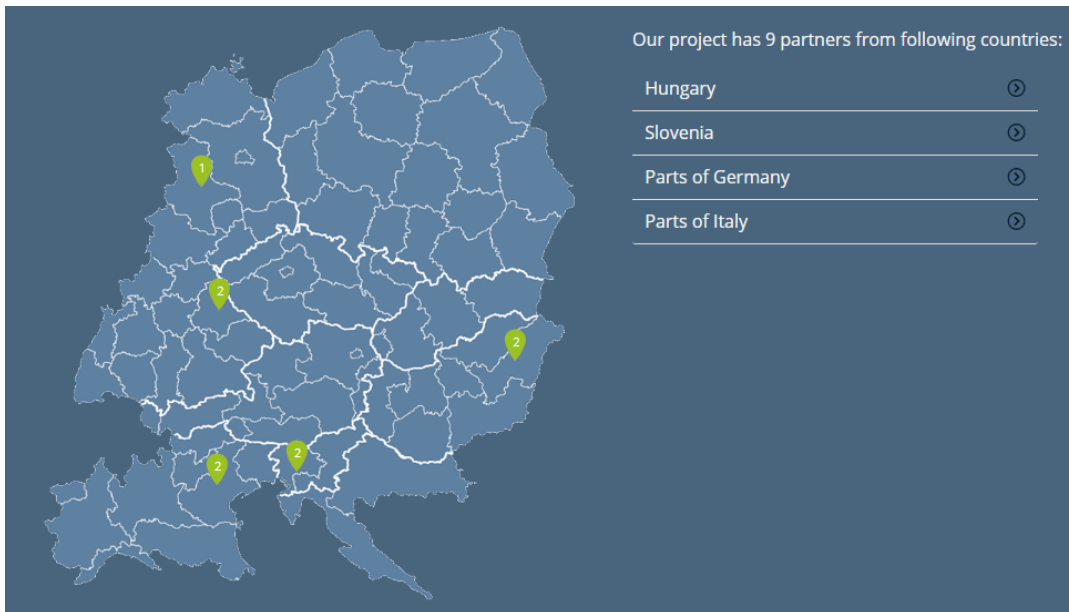 Our project has 9 partners from following countries:
Hungary
Slovenia
Parts of Germany
Parts of Italy
1
2
2
2
2